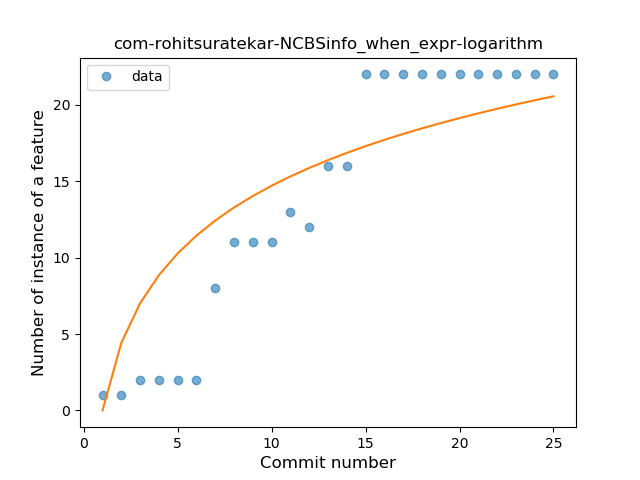 com-rohitsuratekar-NCBSinfo_when_expr-logarithm
data
Number of instance of a feature
20
15
10
5
0
0 5 10 15 20 25
Commit number